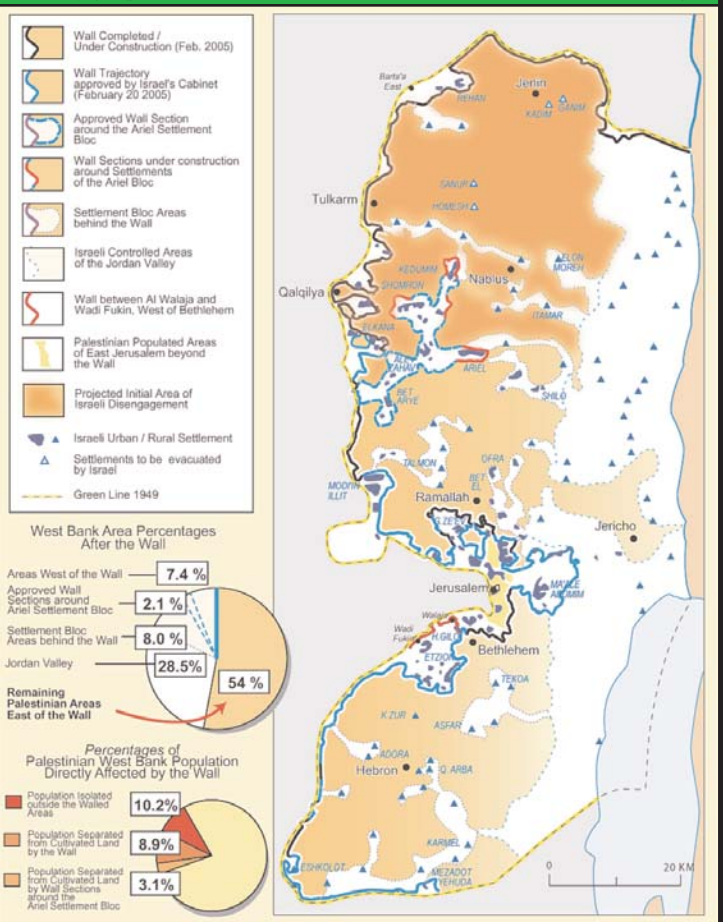 Wall Completed /
Under Construction (Feb. 2005)
Wall Trajectory
approved by Israel's Cabinet
(February 20 2005)
Approved Wall Section
around the Ariel Settlement
Bloc
Wall Sections under construction
around Settlements
of the Ariel Bloc
Settlement Bloc Areas
behind the Wall
Israeli Controlled Areas
of the Jordan Valley
Wall between Al Walaja and
Wadi Fukin, West of Bethlehem
Palestinian Populated Areas
of East Jerusalem beyond
the Wall
Projected Initial Area of
Israeli Disengagement
Israeli Urban / Rural Settlement
Settlements to be evacuated
by Israel
Green Line 1949
West Bank Area Percentages
After the Wall
Areas West of the Wall
7.4 %
Approved Wall
Sections around
Ariel Settlement Bloc
2.1 %
Settlement Bloc
Areas behind the Wall
8.0 %
Jordan Valley
28.5%
54 %
Remaining
Palestinian Areas
East of the Wall
Percentages of
Palestinian West Bank Population
Directly Affected by the Wall
Population Isolated
outside the Walled
Areas
10.2%
Population Separated
from Cultivated Land
by the Wall
8.9%
Population Separated
from Cultivated Land
by Wall Sections
around the
Ariel Settlement Bloc
3.1%
Barta'a
East
REHAN
Jenin
KADIM
GANIM
SANUR
HOMESH
Tulkarm
KEDUMIM
Nablus
ELON
MOREH
SHOMRON
Qalqilya
ITAMAR
ELKANA
ALE
ZAHAV
ARIEL
BET
ARYE
SHILO
TALMON
OFRA
BET
EL
MODI'IN
ILLIT
Ramallah
G.ZE'EV
Jericho
Jerusalem
MA'ALE
ADUMIM
Walaja
Wadi
Fukin
H.GILO
Bethlehem
ETZION
TEKOA
K.ZUR
ASFAR
ADORA
Hebron
Q. ARBA
KARMEL
ESHKOLOT
MEZADOT
YEHUDA
0
20 KM